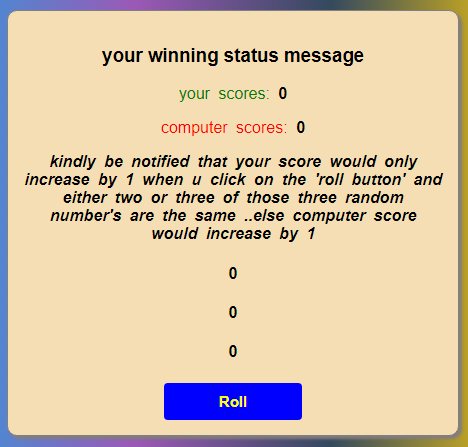 your winning status message
your scores: 0
computer scores: 0
kindly be notified that your score would only
increase by 1 when u click on the 'roll button' and
either two or three of those three random
number's are the same ..else computer score
would increase by 1
0
0
0
Roll